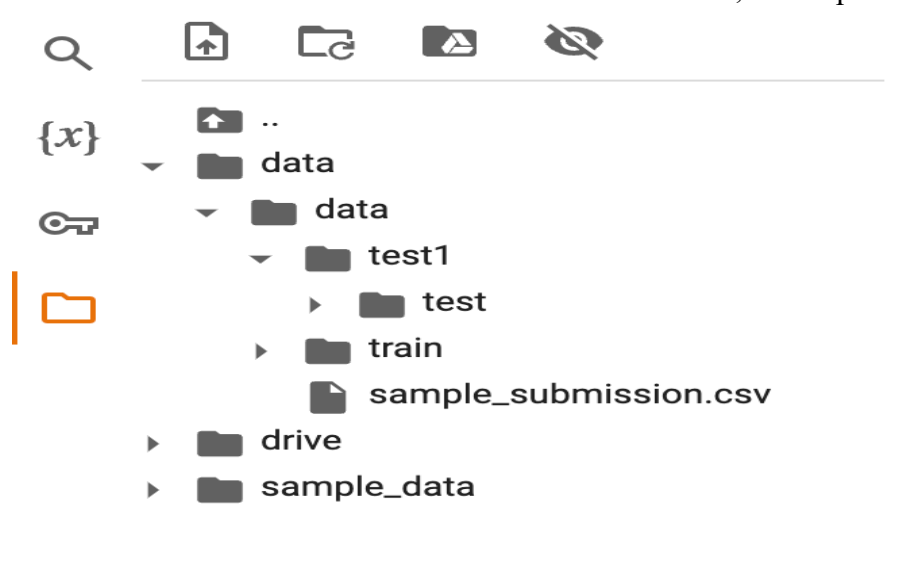 {x}
..
data
data
test1
test
train
sample_submission.csv
drive
sample_data